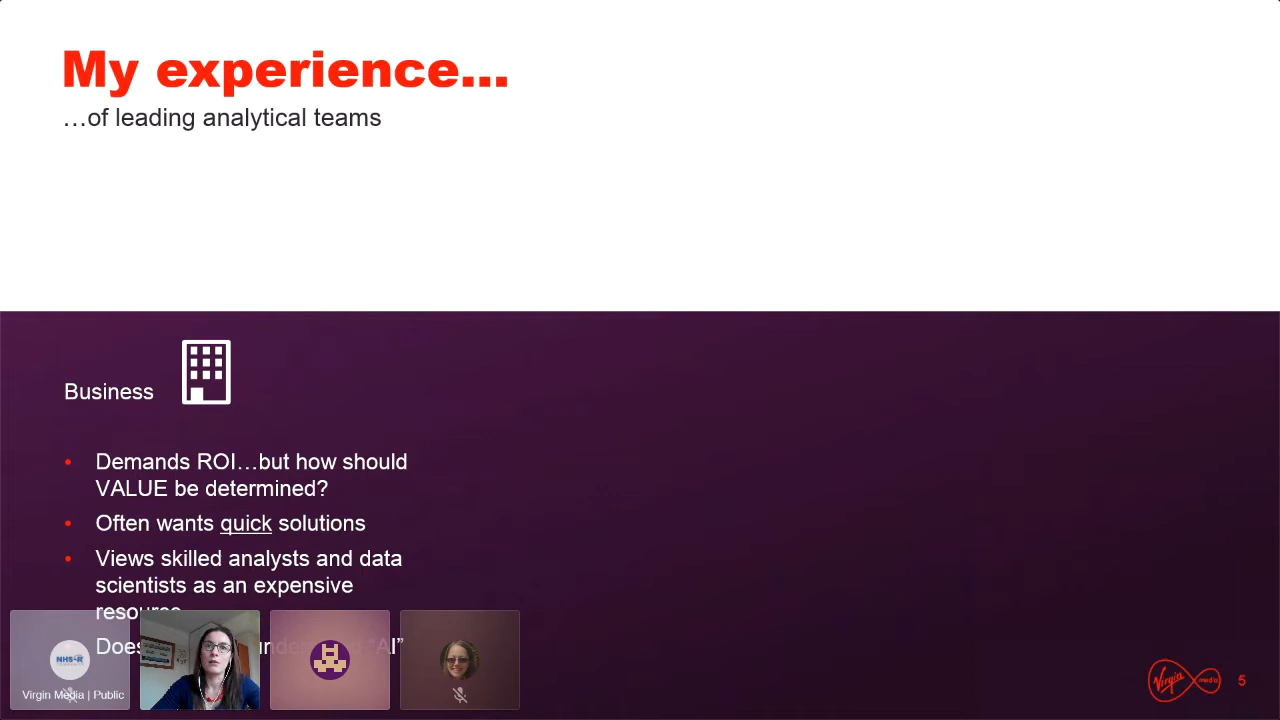 My experience...
…of leading analytical teams
Business
• Demands ROI…but how should
VALUE be determined?
• Often wants quick solutions
• Views skilled analysts and data
scientists as an expensive
resource
Does “AI”
NHS-R
Virgin Media | Public
Virgin media
5